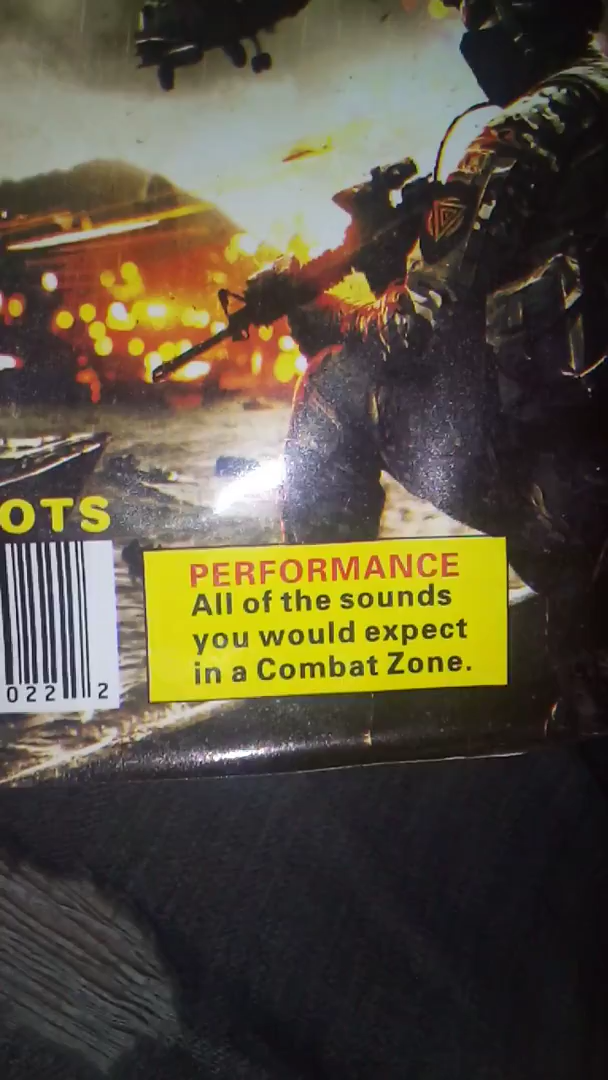 OTS
PERFORMANCE
All of the sounds
you would expect
in a Combat Zone.
022 2